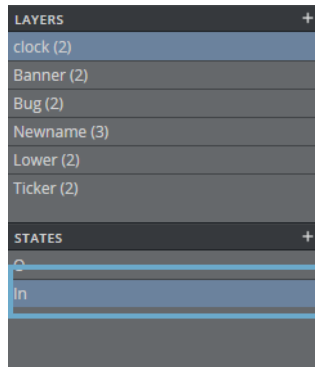 LAYERS +
clock (2)
Banner (2)
Bug (2)
Newname (3)
Lower (2)
Ticker (2)
STATES +
In